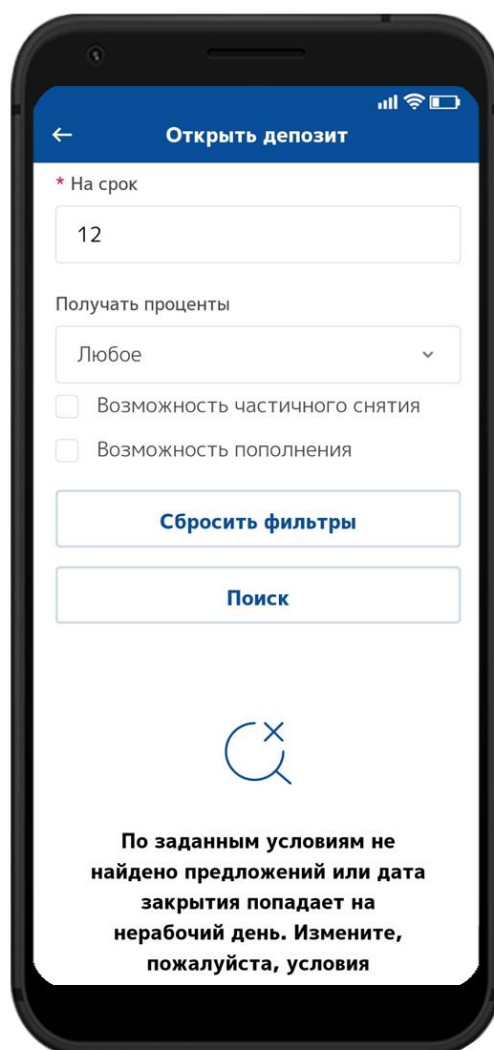 Открыть депозит
* На срок
12
Получать проценты
Любое
Возможность частичного снятия
Возможность пополнения
Сбросить фильтры
Поиск
По заданным условиям не
найдено предложений или дата
закрытия попадает на
нерабочий день. Измените,
пожалуйста, условия